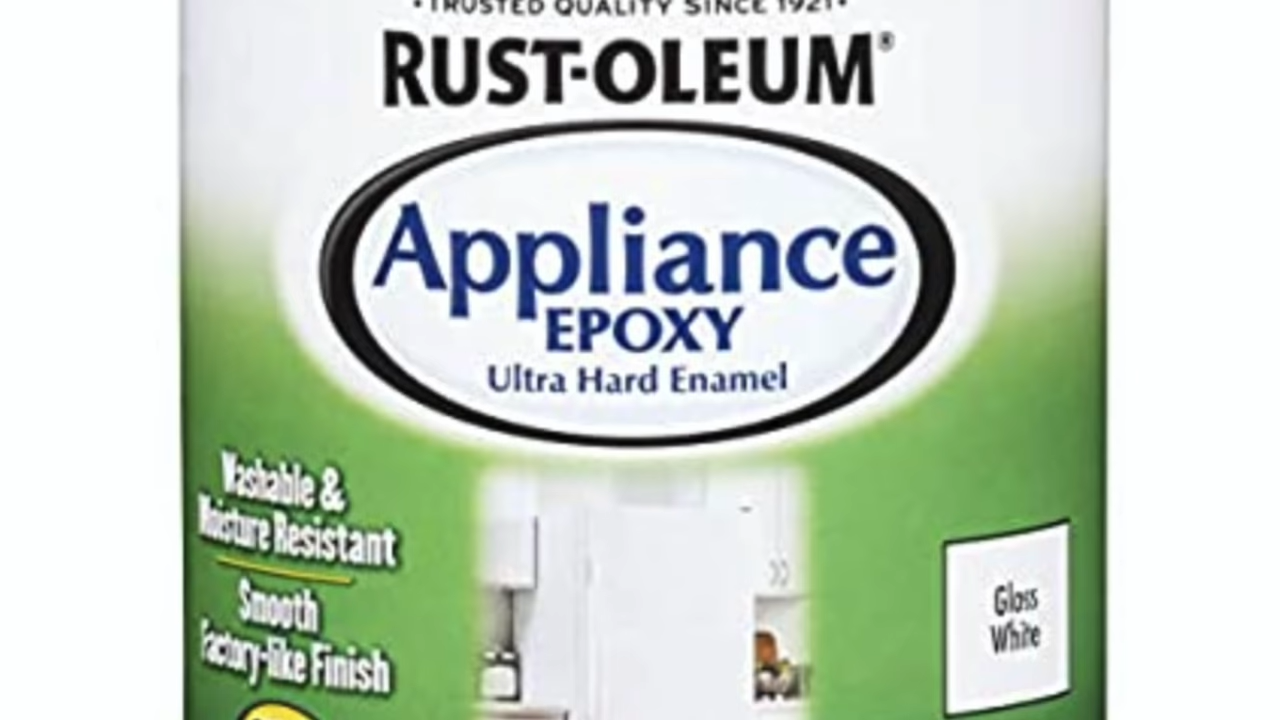 •TRUSTED QUALITY SINCE 1921•
RUST-OLEUM®
Appliance
EPOXY
Ultra Hard Enamel
Washable &
Moisture Resistant
Smooth
Factory-like Finish
Gloss
White